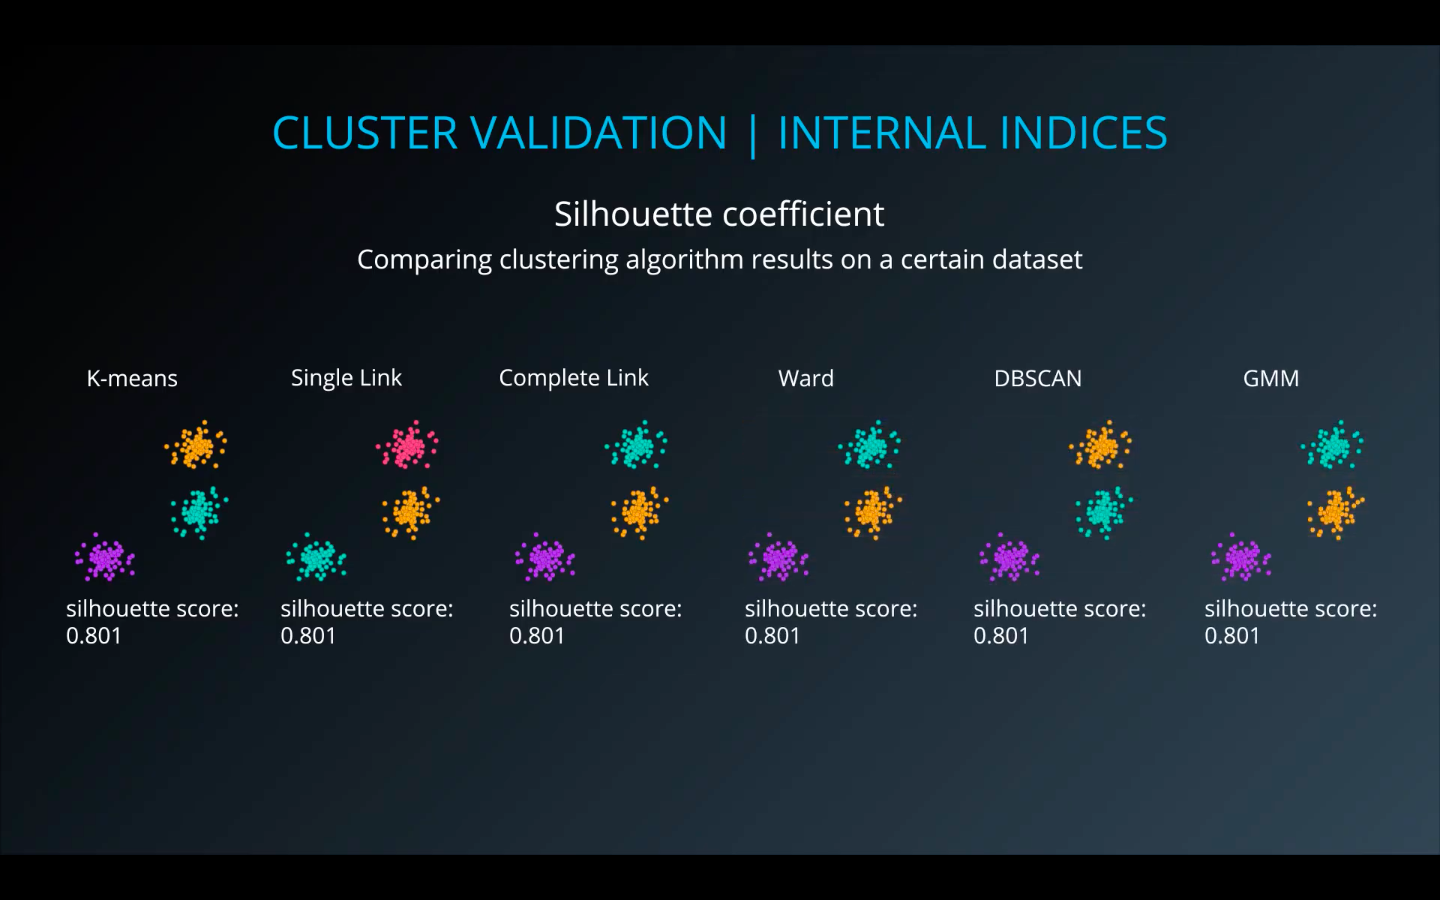 CLUSTER VALIDATION | INTERNAL INDICES
Silhouette coefficient
Comparing clustering algorithm results on a certain dataset
K-means
Single Link
Complete Link
Ward
DBSCAN
GMM
silhouette score:
0.801
silhouette score:
0.801
silhouette score:
0.801
silhouette score:
0.801
silhouette score:
0.801
silhouette score:
0.801